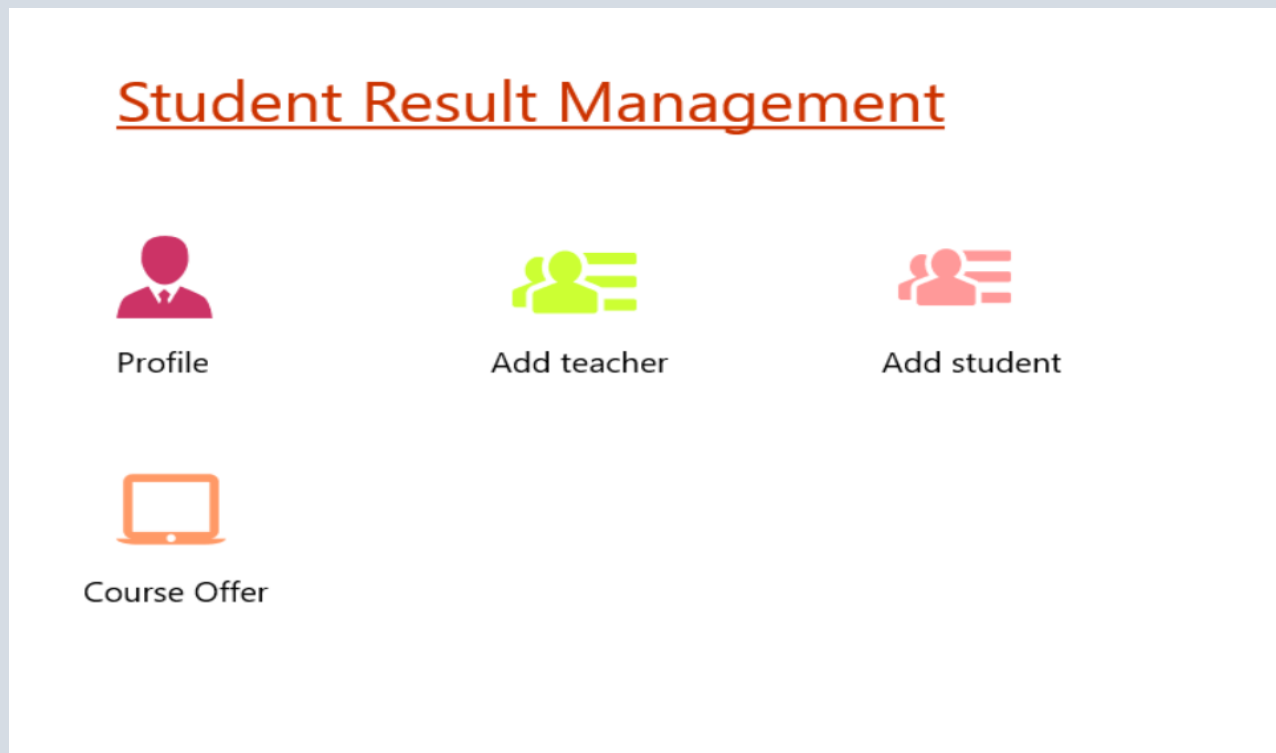 Student Result Management
Profile
Add teacher
Add student
Course Offer